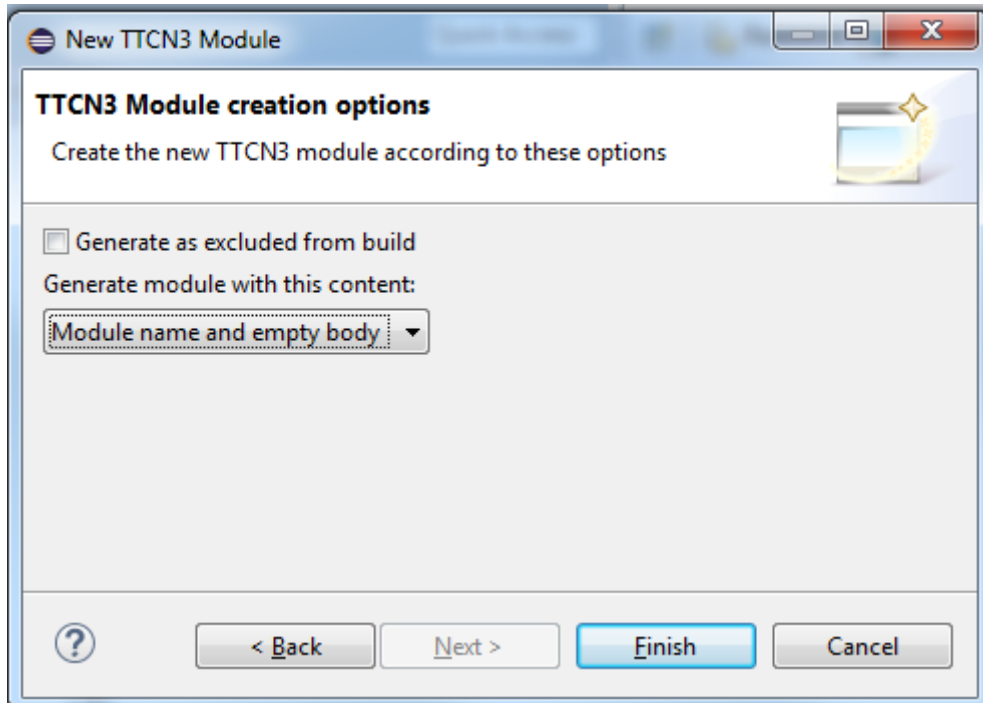 New TTCN3 Module
TTCN3 Module creation options
Create the new TTCN3 module according to these options
Generate as excluded from build
Generate module with this content:
Module name and empty body
< Back
Next >
Finish
Cancel